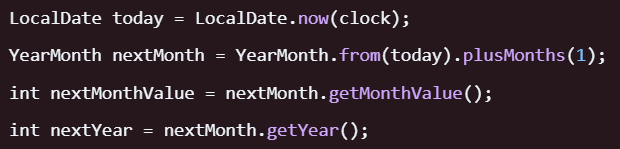 LocalDate today = LocalDate.now(clock);
YearMonth nextMonth = YearMonth.from(today).plusMonths(1);
int nextMonthValue = nextMonth.getMonthValue();
int nextYear = nextMonth.getYear();